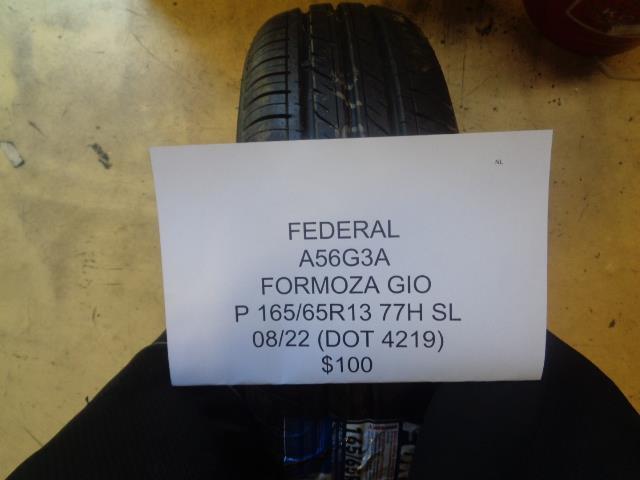 NL
FEDERAL
A56G3A
FORMOZA GIO
P 165/65R13 77H SL
08/22 (DOT 4219)
$100